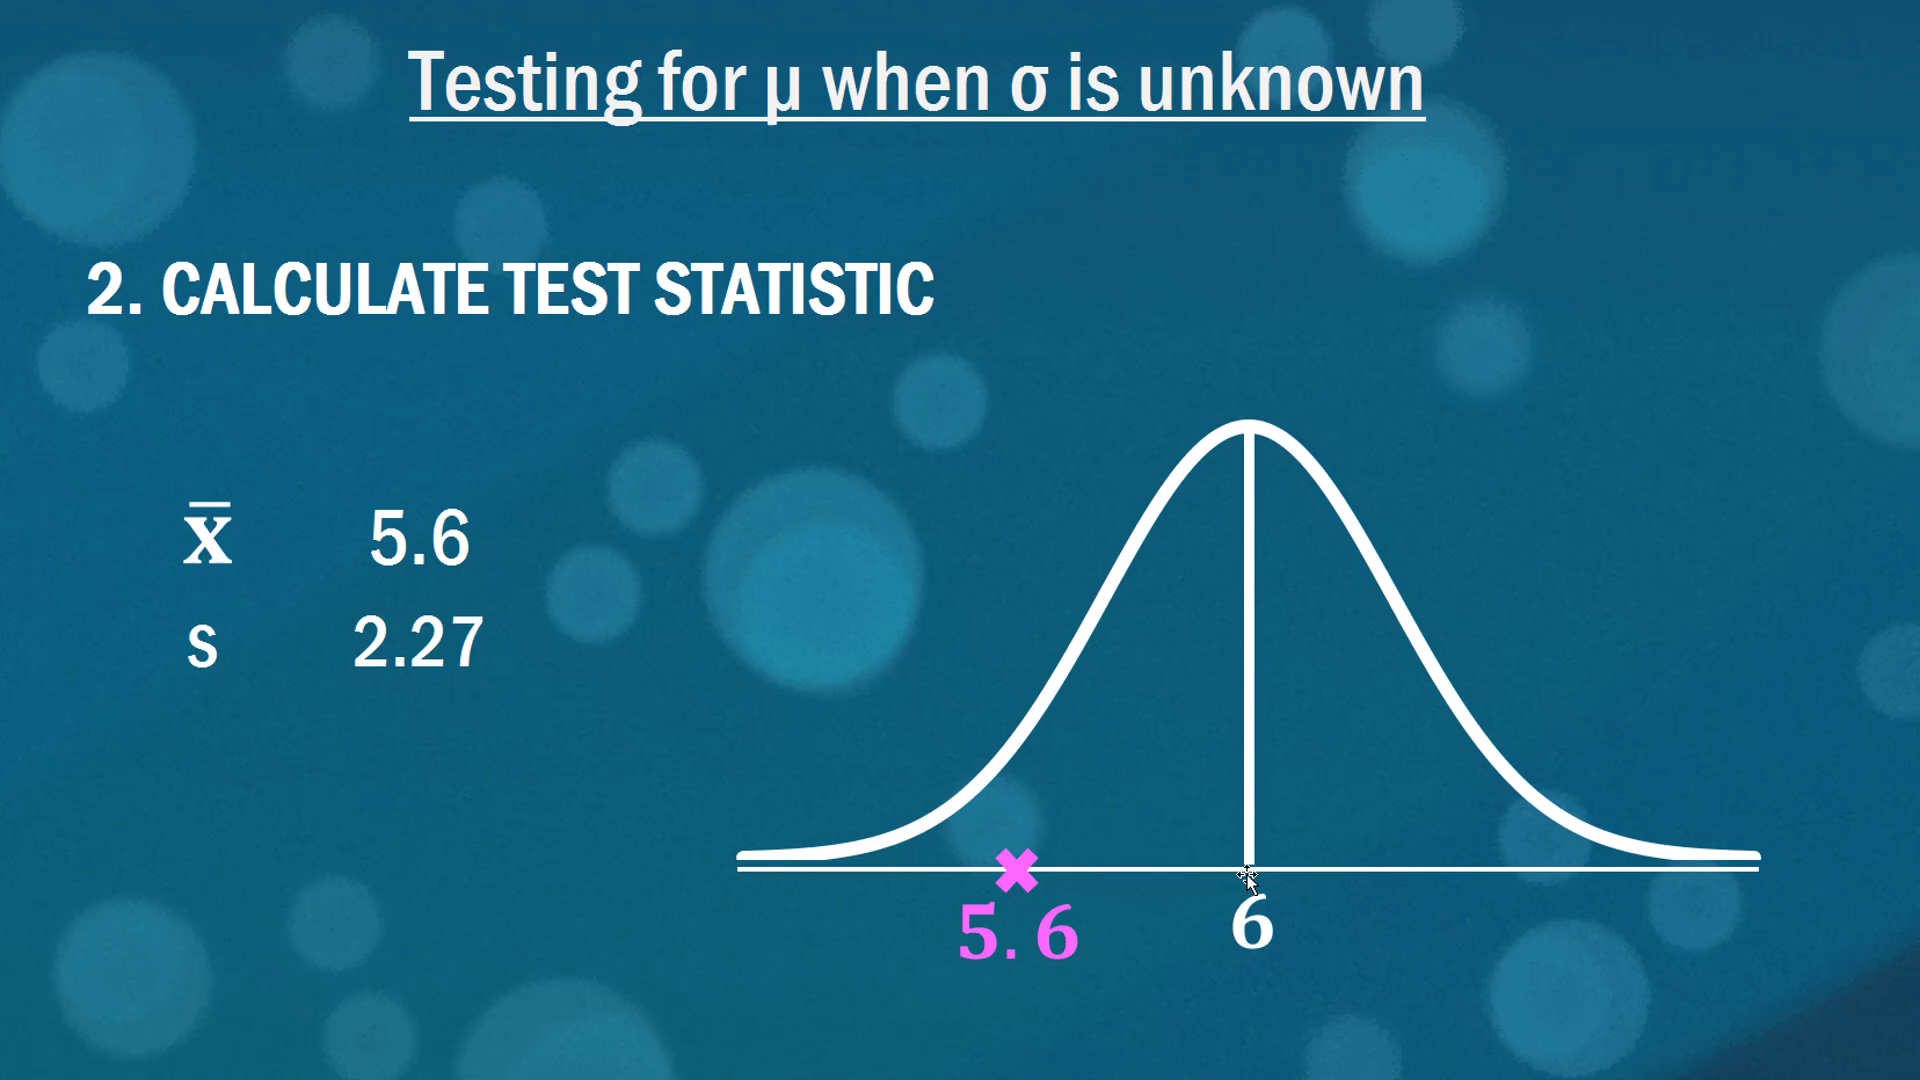 Testing for µ when σ is unknown
2. CALCULATE TEST STATISTIC
x̅ 5.6
s 2.27
5.6 6